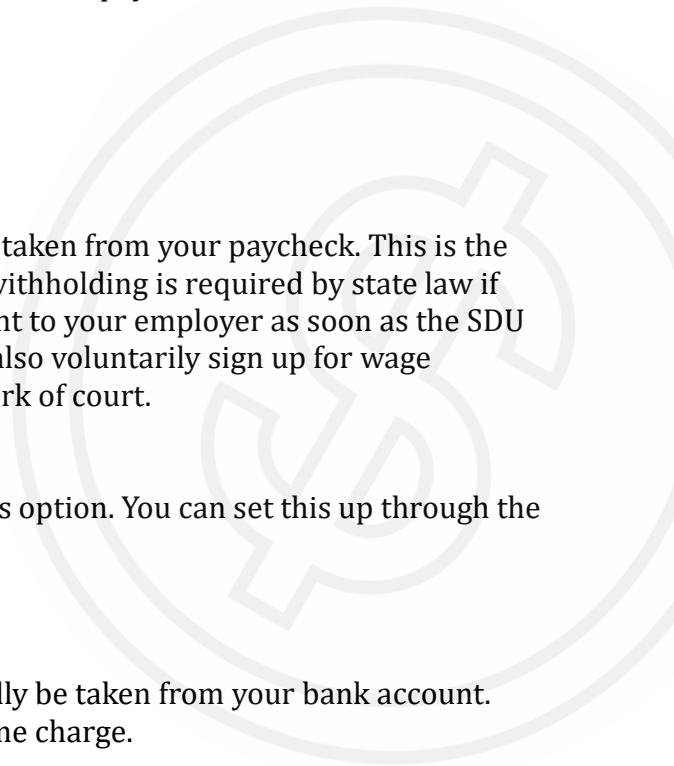 taken from your paycheck. This is the
withholding is required by state law if
nt to your employer as soon as the SDU
also voluntarily sign up for wage
rk of court.
s option. You can set this up through the
lly be taken from your bank account.
me charge.